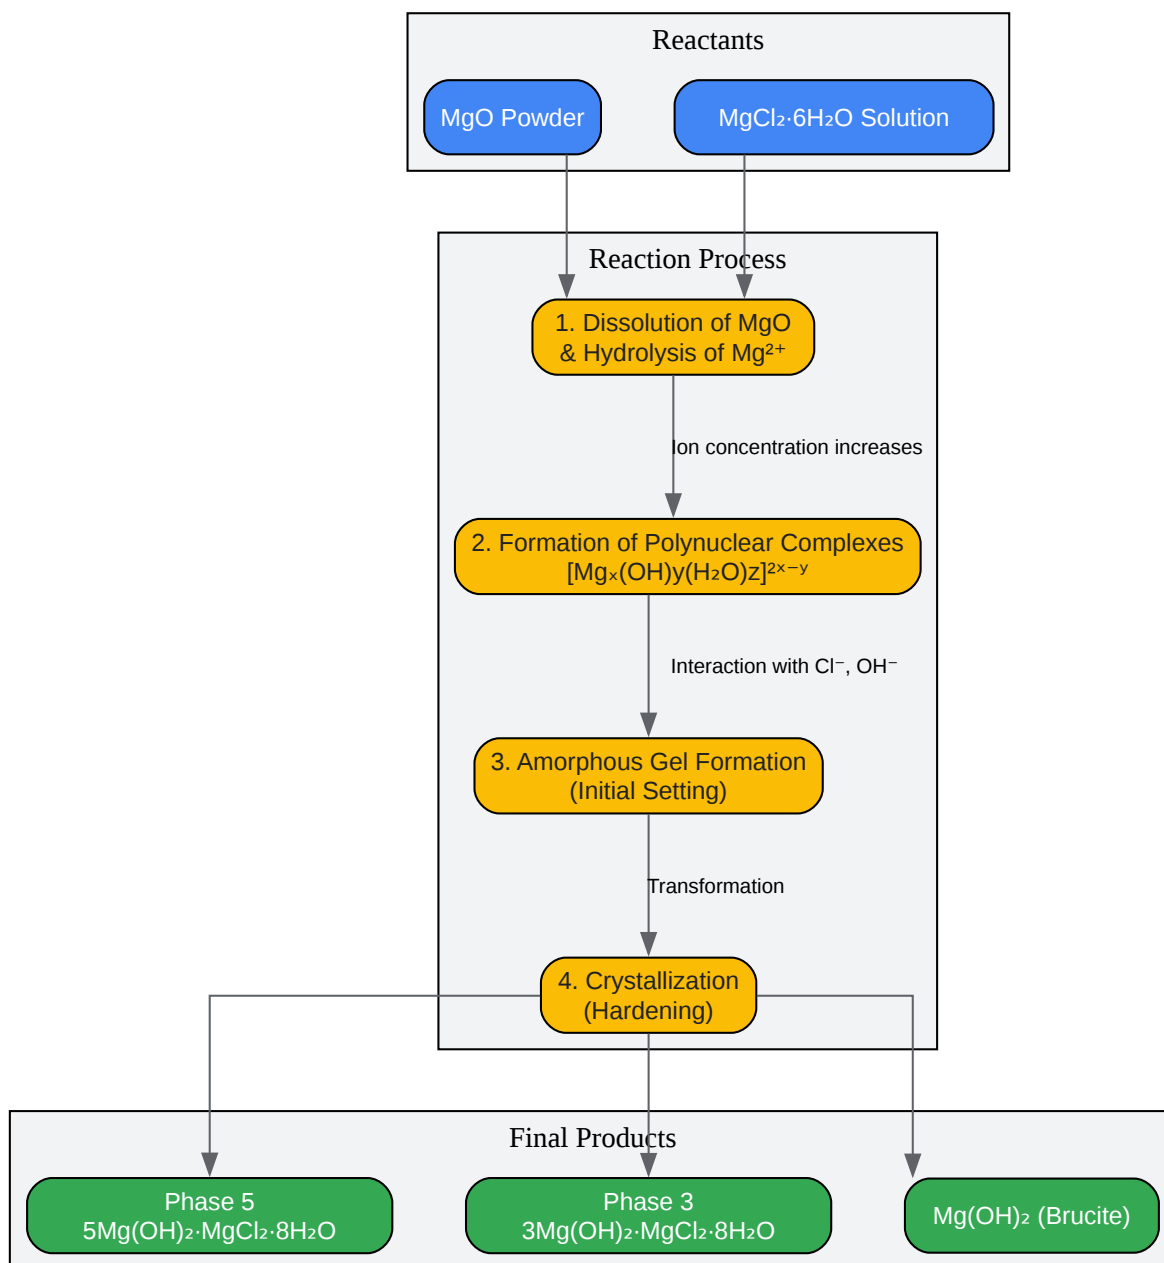 Reactants
MgO Powder
MgCl₂·6H₂O Solution
Reaction Process
1. Dissolution of MgO
& Hydrolysis of Mg²⁺
Ion concentration increases
2. Formation of Polynuclear Complexes
[Mgₓ(OH)y(H₂O)z]²ˣ⁻ʸ
Interaction with Cl⁻, OH⁻
3. Amorphous Gel Formation
(Initial Setting)
Transformation
4. Crystallization
(Hardening)
Final Products
Phase 5
5Mg(OH)₂·MgCl₂·8H₂O
Phase 3
3Mg(OH)₂·MgCl₂·8H₂O
Mg(OH)₂ (Brucite)